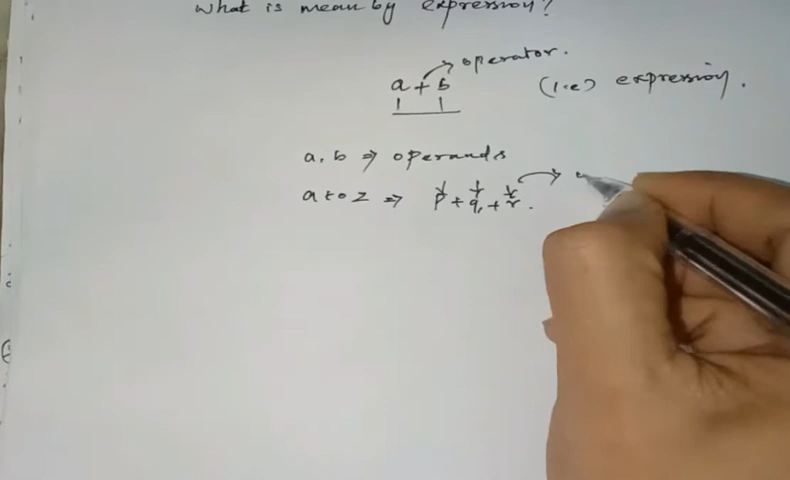 What is mean by expression?
operator.
a + b (i.e) expression.
a, b => operands
a to z => p + q + r.